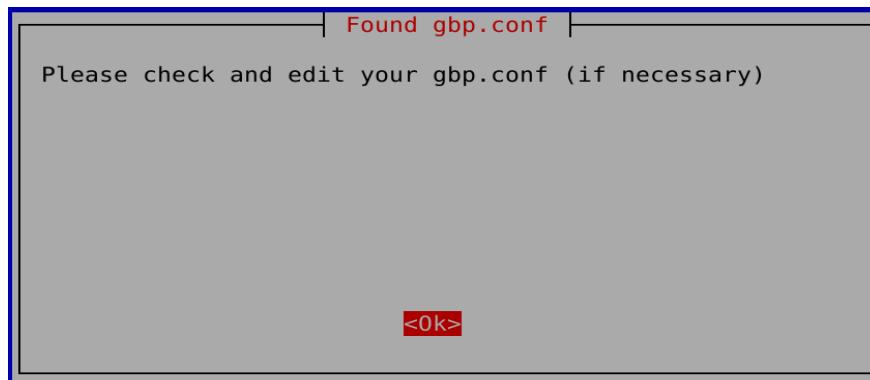 Found gbp.conf
Please check and edit your gbp.conf (if necessary)
<Ok>